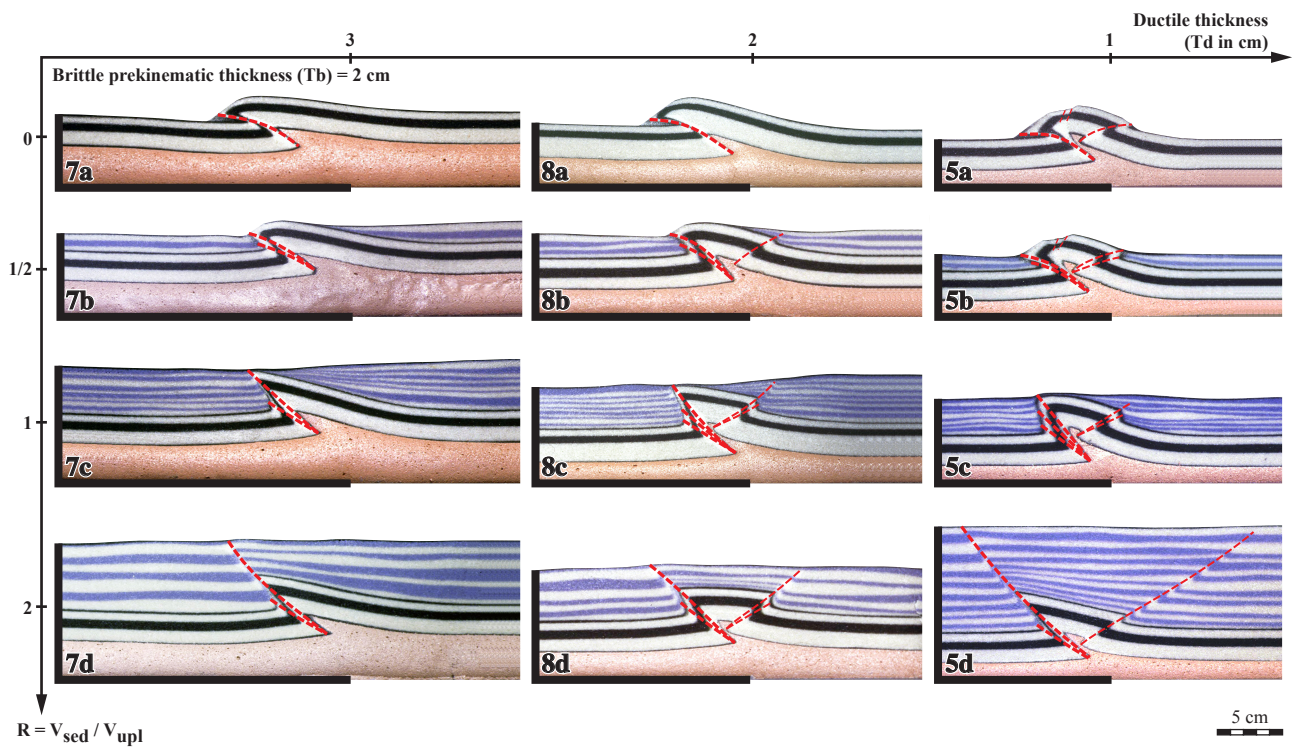 Ductile thickness
(Td in cm)
3
2
1
Brittle prekinematic thickness (Tb) = 2 cm
0
7a
8a
5a
1/2
7b
8b
5b
1
7c
8c
5c
2
7d
8d
5d
R = Vsed / Vupl
5 cm